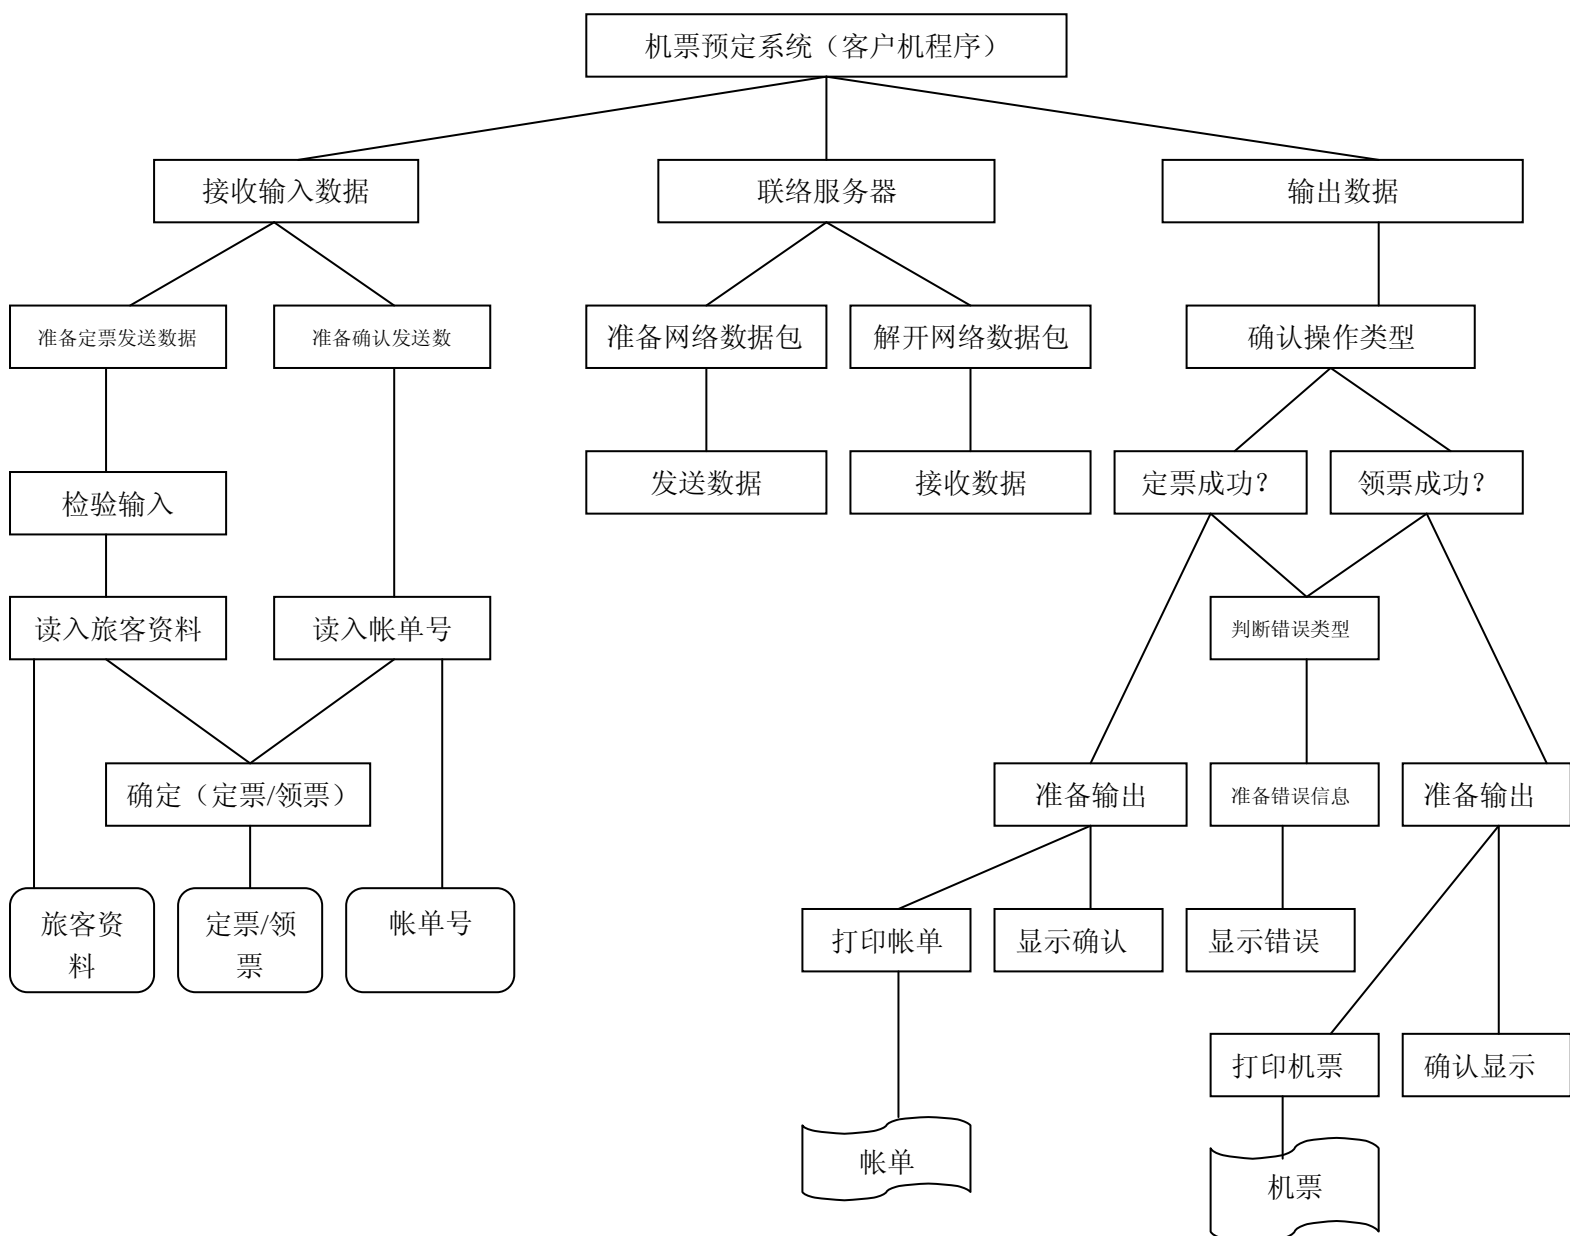 机票预定系统（客户机程序）
接收输入数据
联络服务器
输出数据
准备定票发送数据
准备确认发送数
准备网络数据包
解开网络数据包
确认操作类型
检验输入
发送数据
接收数据
定票成功？
领票成功？
读入旅客资料
读入帐单号
判断错误类型
确定（定票/领票）
准备输出
准备错误信息
准备输出
旅客资
料
定票/领
票
帐单号
打印帐单
显示确认
显示错误
打印机票
确认显示
帐单
机票